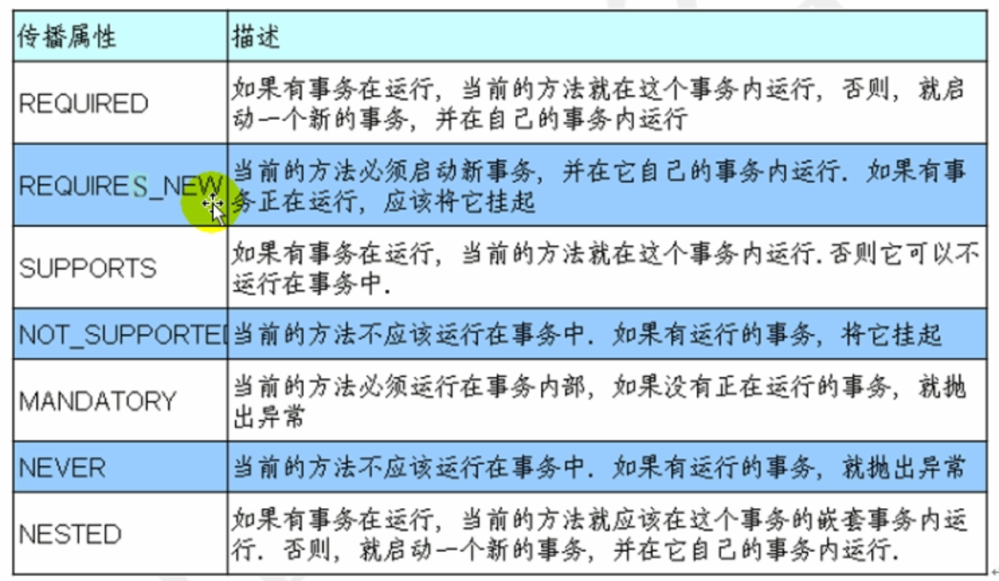 传播属性
描述
REQUIRED
如果有事务在运行，当前的方法就在这个事务内运行，否则，就启
动一个新的事务，并在自己的事务内运行
REQUIRES_NEW
当前的方法必须启动新事务，并在它自己的事务内运行．如果有事
务正在运行，应该将它挂起
SUPPORTS
如果有事务在运行，当前的方法就在这个事务内运行．否则它可以不
运行在事务中．
NOT_SUPPORTED
当前的方法不应该运行在事务中．如果有运行的事务，将它挂起
MANDATORY
当前的方法必须运行在事务内部，如果没有正在运行的事务，就抛
出异常
NEVER
当前的方法不应该运行在事务中．如果有运行的事务，就抛出异常
NESTED
如果有事务在运行，当前的方法就应该在这个事务的嵌套事务内运
行．否则，就启动一个新的事务，并在它自己的事务内运行．